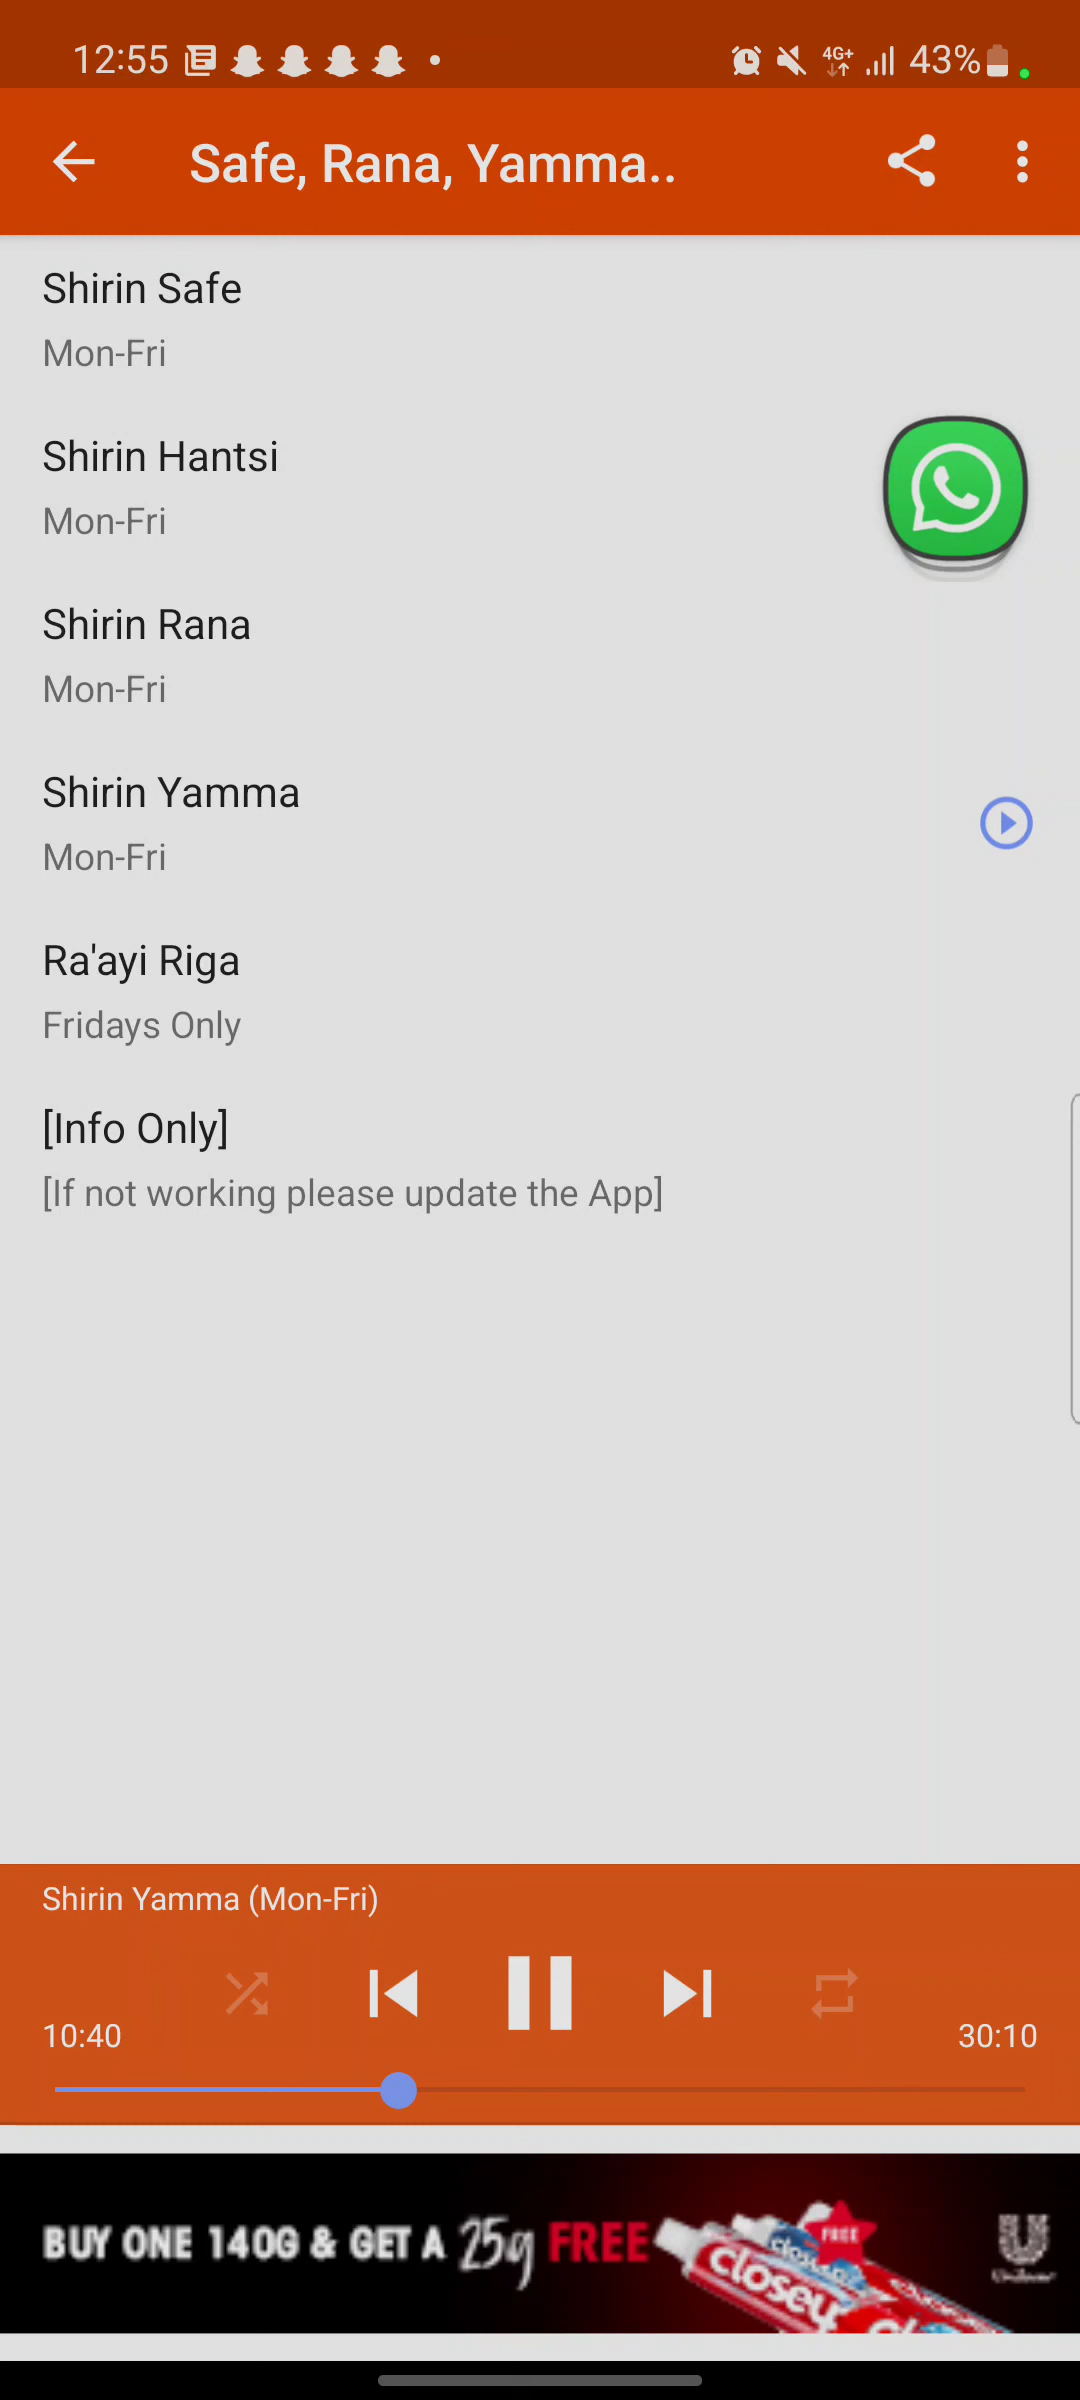 12:55
4G+
43%
Safe, Rana, Yamma..
Shirin Safe
Mon-Fri
Shirin Hantsi
Mon-Fri
Shirin Rana
Mon-Fri
Shirin Yamma
Mon-Fri
Ra'ayi Riga
Fridays Only
[Info Only]
[If not working please update the App]
Shirin Yamma (Mon-Fri)
10:40
30:10
BUY ONE 140G & GET A 25g FREE
FREE
Unilever